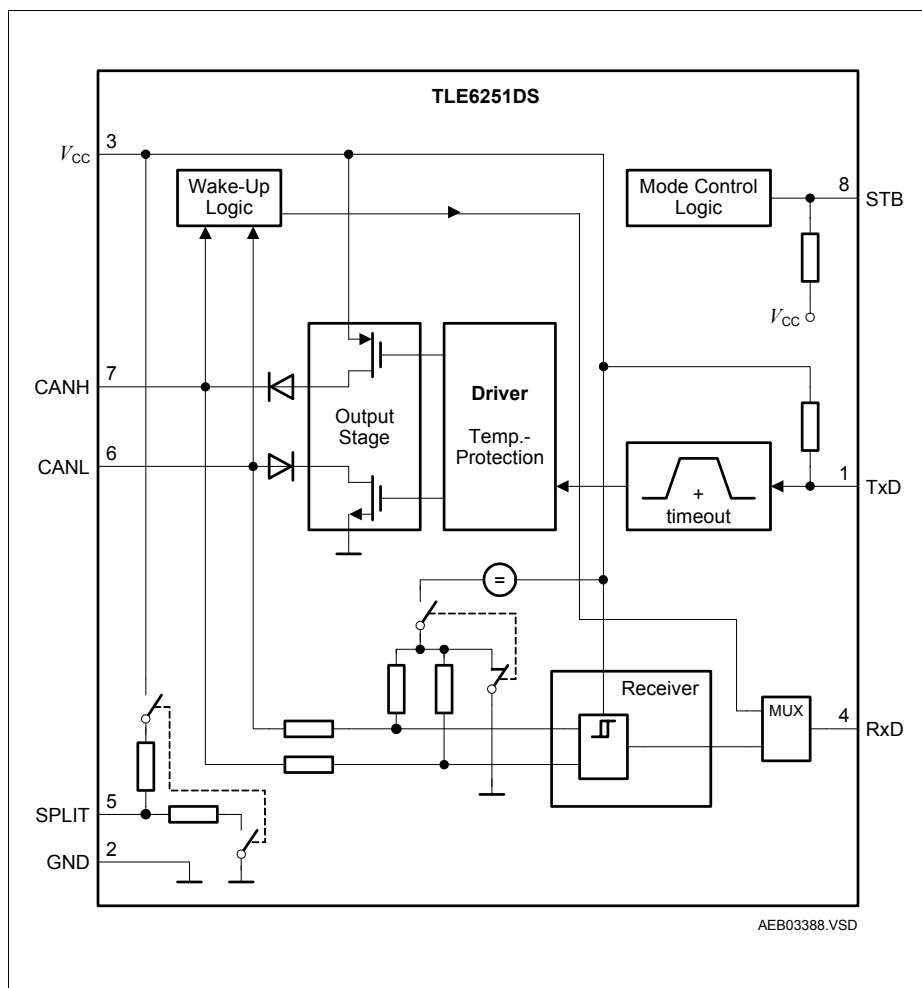 TLE6251DS
3
VCC
Wake-Up
Logic
Mode Control
Logic
8
STB
VCC
7
CANH
Output
Stage
Driver
Temp.-
Protection
6
CANL
+
timeout
1
TxD
=
Receiver
MUX
4
RxD
5
SPLIT
2
GND
AEB03388.VSD